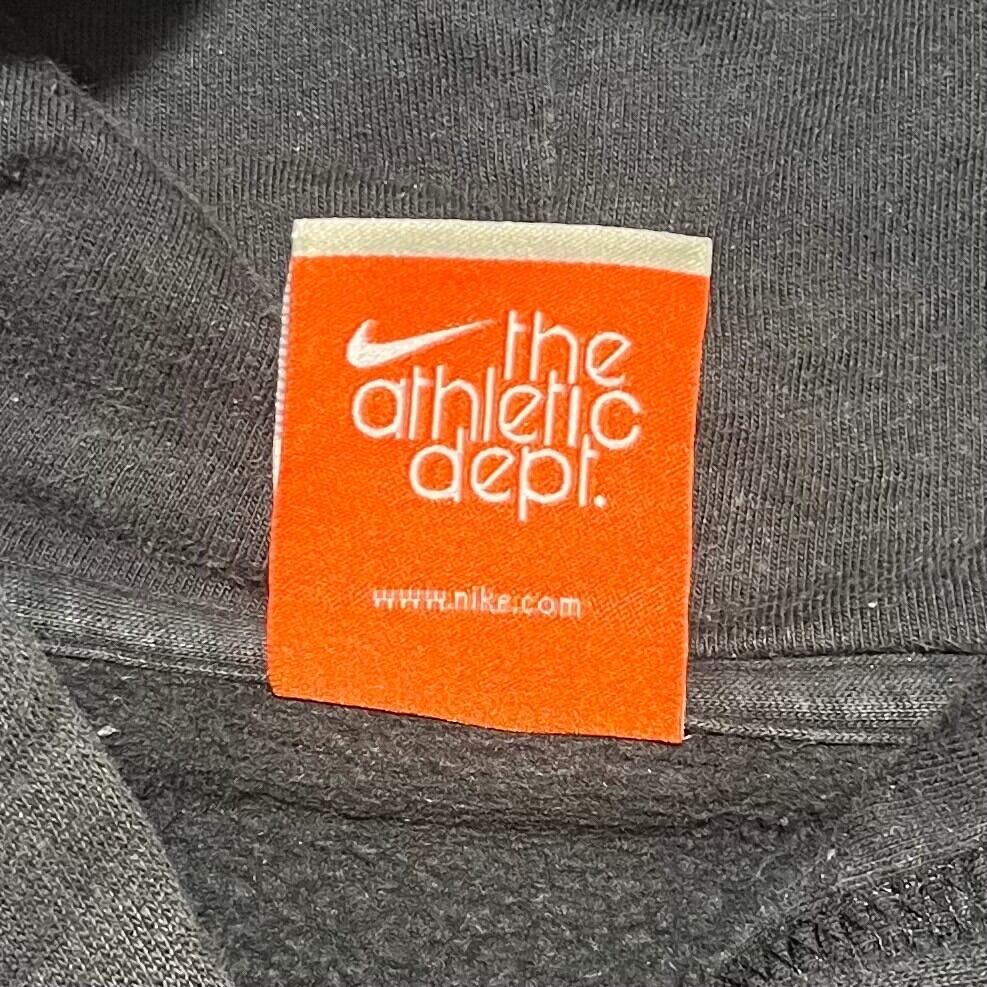 the
athletic
dept.
www.nike.com